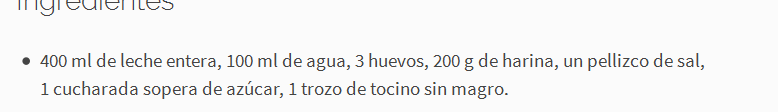 Ingredientes
400 ml de leche entera, 100 ml de agua, 3 huevos, 200 g de harina, un pellizco de sal,
1 cucharada sopera de azúcar, 1 trozo de tocino sin magro.